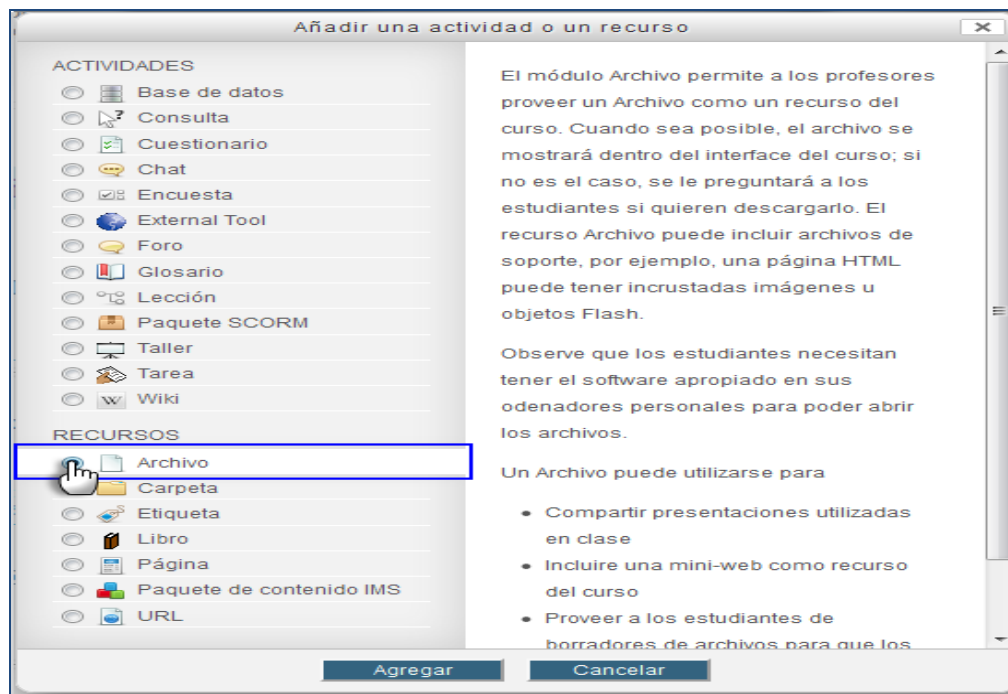 Añadir una actividad o un recurso
ACTIVIDADES
Base de datos
Consulta
Cuestionario
Chat
Encuesta
External Tool
Foro
Glosario
Lección
Paquete SCORM
Taller
Tarea
Wiki
RECURSOS
Archivo
Carpeta
Etiqueta
Libro
Página
Paquete de contenido IMS
URL
El módulo Archivo permite a los profesores
proveer un Archivo como un recurso del
curso. Cuando sea posible, el archivo se
mostrará dentro del interface del curso; si
no es el caso, se le preguntará a los
estudiantes si quieren descargarlo. El
recurso Archivo puede incluir archivos de
soporte, por ejemplo, una página HTML
puede tener incrustadas imágenes u
objetos Flash.
Observe que los estudiantes necesitan
tener el software apropiado en sus
odenadores personales para poder abrir
los archivos.
Un Archivo puede utilizarse para
• Compartir presentaciones utilizadas
en clase
• Incluire una mini-web como recurso
del curso
• Proveer a los estudiantes de
borradores de archivos para que los
Agregar
Cancelar